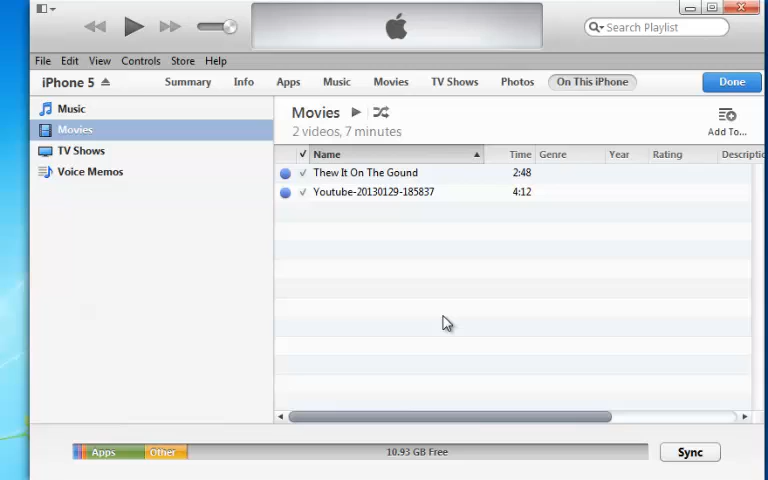 Search Playlist
File Edit View Controls Store Help
iPhone 5 Summary Info Apps Music Movies TV Shows Photos On This iPhone Done
Music
Movies
TV Shows
Voice Memos
Movies
2 videos, 7 minutes
Add To...
Name Time Genre Year Rating Descriptio
Thew It On The Gound 2:48
Youtube-20130129-185837 4:12
Apps Other 10.93 GB Free Sync